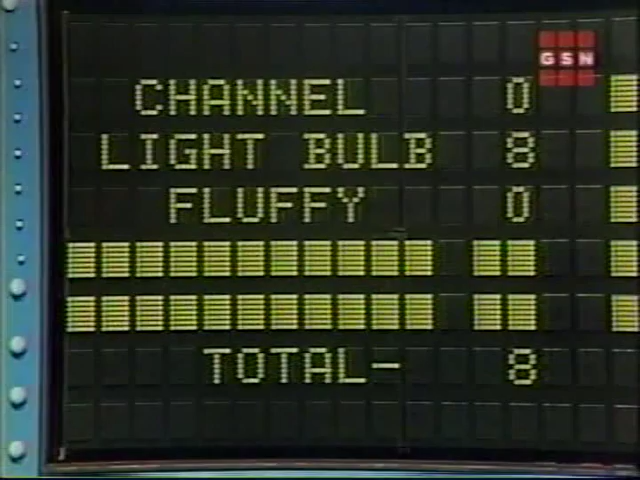 GSN
CHANNEL 0
LIGHT BULB 8
FLUFFY 0
TOTAL- 8